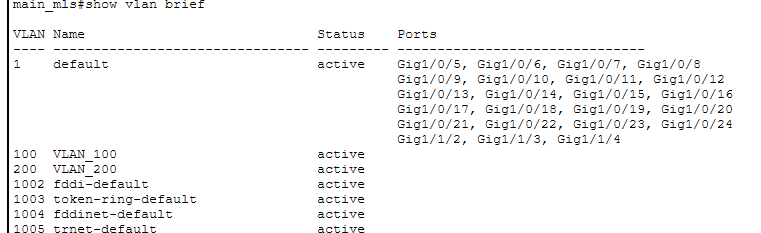 main_mls#show vlan brief
VLAN Name                             Status    Ports
---- -------------------------------- --------- -------------------------------
1    default                          active    Gig1/0/5, Gig1/0/6, Gig1/0/7, Gig1/0/8
                                                Gig1/0/9, Gig1/0/10, Gig1/0/11, Gig1/0/12
                                                Gig1/0/13, Gig1/0/14, Gig1/0/15, Gig1/0/16
                                                Gig1/0/17, Gig1/0/18, Gig1/0/19, Gig1/0/20
                                                Gig1/0/21, Gig1/0/22, Gig1/0/23, Gig1/0/24
                                                Gig1/1/2, Gig1/1/3, Gig1/1/4
100  VLAN_100                         active
200  VLAN_200                         active
1002 fddi-default                     active
1003 token-ring-default               active
1004 fddinet-default                  active
1005 trnet-default                    active